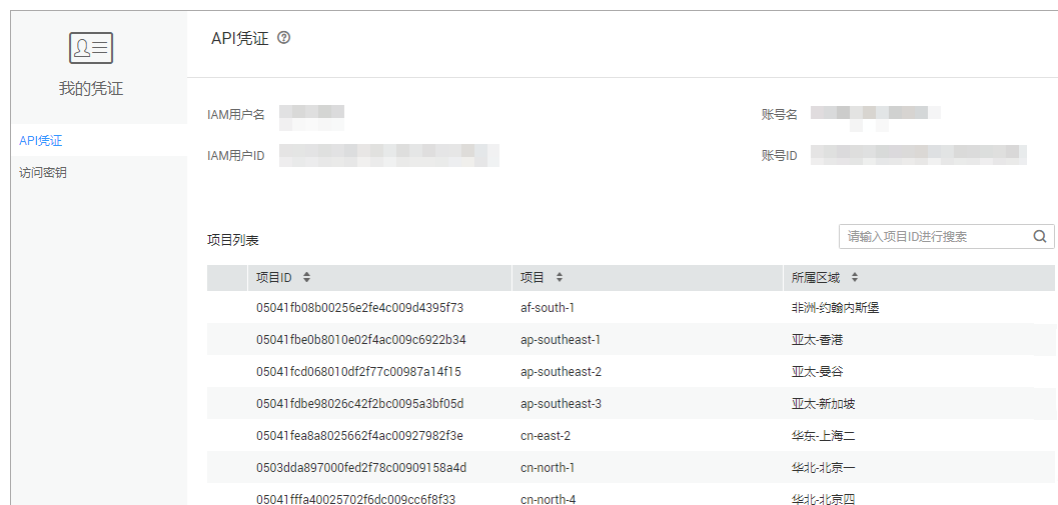 我的凭证
API凭证
访问密钥
API凭证
IAM用户名
账号名
IAM用户ID
账号ID
项目列表
请输入项目ID进行搜索
项目ID 项目 所属区域
05041fb08b00256e2fe4c009d4395f73 af-south-1 非洲-约翰内斯堡
05041fbe0b8010e02f4ac009c6922b34 ap-southeast-1 亚太-香港
05041fcd068010df2f77c00987a14f15 ap-southeast-2 亚太-曼谷
05041fdbe98026c42f2bc0095a3bf05d ap-southeast-3 亚太-新加坡
05041fea8a8025662f4ac00927982f3e cn-east-2 华东-上海二
0503dda897000fed2f78c00909158a4d cn-north-1 华北-北京一
05041fffa40025702f6dc009cc6f8f33 cn-north-4 华北-北京四